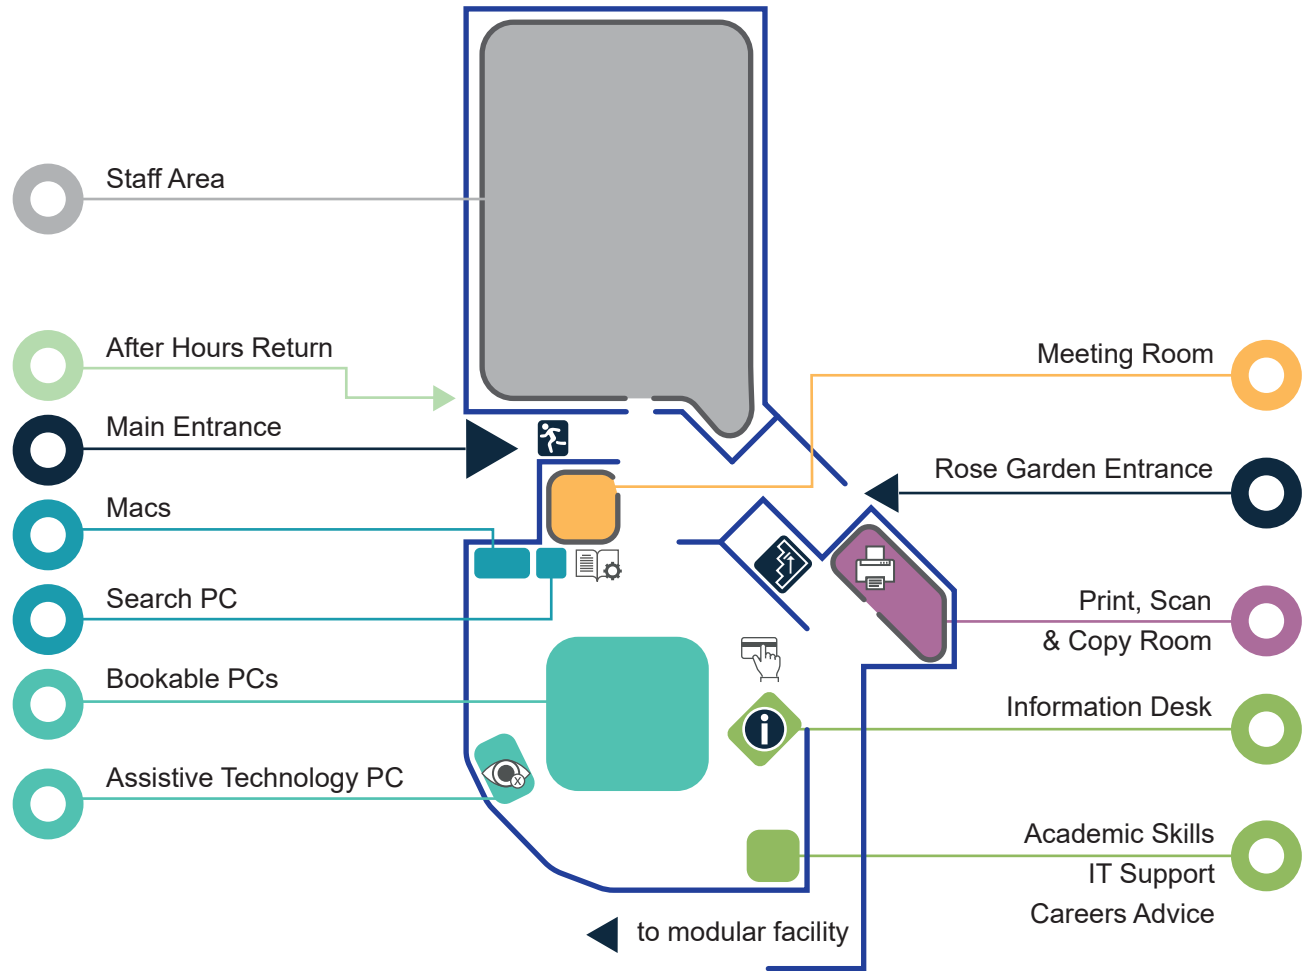 Staff Area
After Hours Return
Main Entrance
Macs
Search PC
Bookable PCs
Assistive Technology PC
Meeting Room
Rose Garden Entrance
Print, Scan
& Copy Room
Information Desk
Academic Skills
IT Support
Careers Advice
i
x
to modular facility